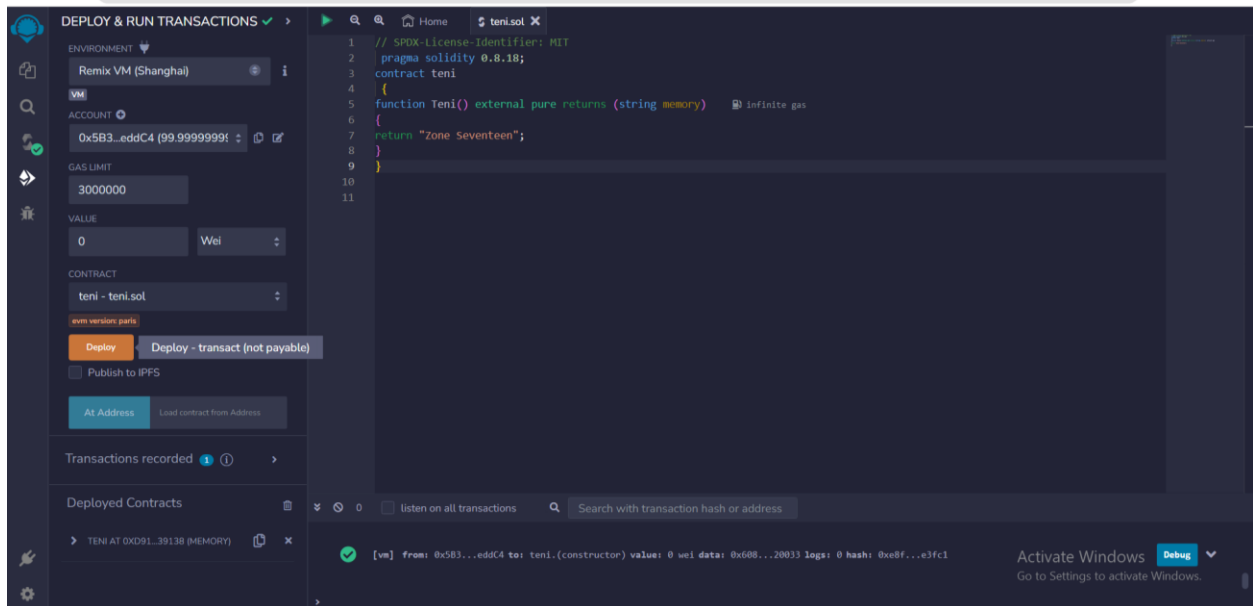 DEPLOY & RUN TRANSACTIONS
ENVIRONMENT
Remix VM (Shanghai)
VM
ACCOUNT
0x5B3...eddC4 (99.9999999
GAS LIMIT
3000000
VALUE
0 Wei
CONTRACT
teni - teni.sol
evm version: paris
Deploy
Deploy - transact (not payable)
Publish to IPFS
At Address Load contract from Address
Transactions recorded 1 i
Deployed Contracts
TENI AT 0XD91...39138 (MEMORY)
Home teni.sol
1 // SPDX-License-Identifier: MIT
2 pragma solidity 0.8.18;
3 contract teni
4 {
5 function Teni() external pure returns (string memory) infinite gas
6 {
7 return "Zone Seventeen";
8 }
9 }
10
11
0 listen on all transactions Search with transaction hash or address
[vm] from: 0x5B3...eddC4 to: teni.(constructor) value: 0 wei data: 0x608...20033 logs: 0 hash: 0xe8f...e3fc1
Debug
Activate Windows
Go to Settings to activate Windows.
>